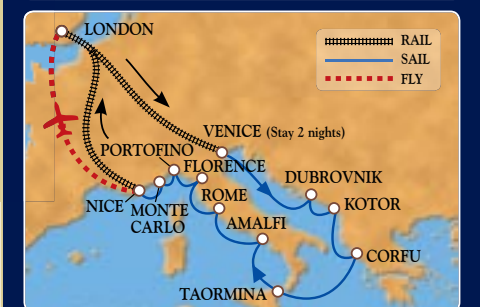 LONDON
RAIL
SAIL
FLY
VENICE (Stay 2 nights)
PORTOFINO
FLORENCE
DUBROVNIK
ROME
KOTOR
NICE
MONTE
CARLO
AMALFI
CORFU
TAORMINA